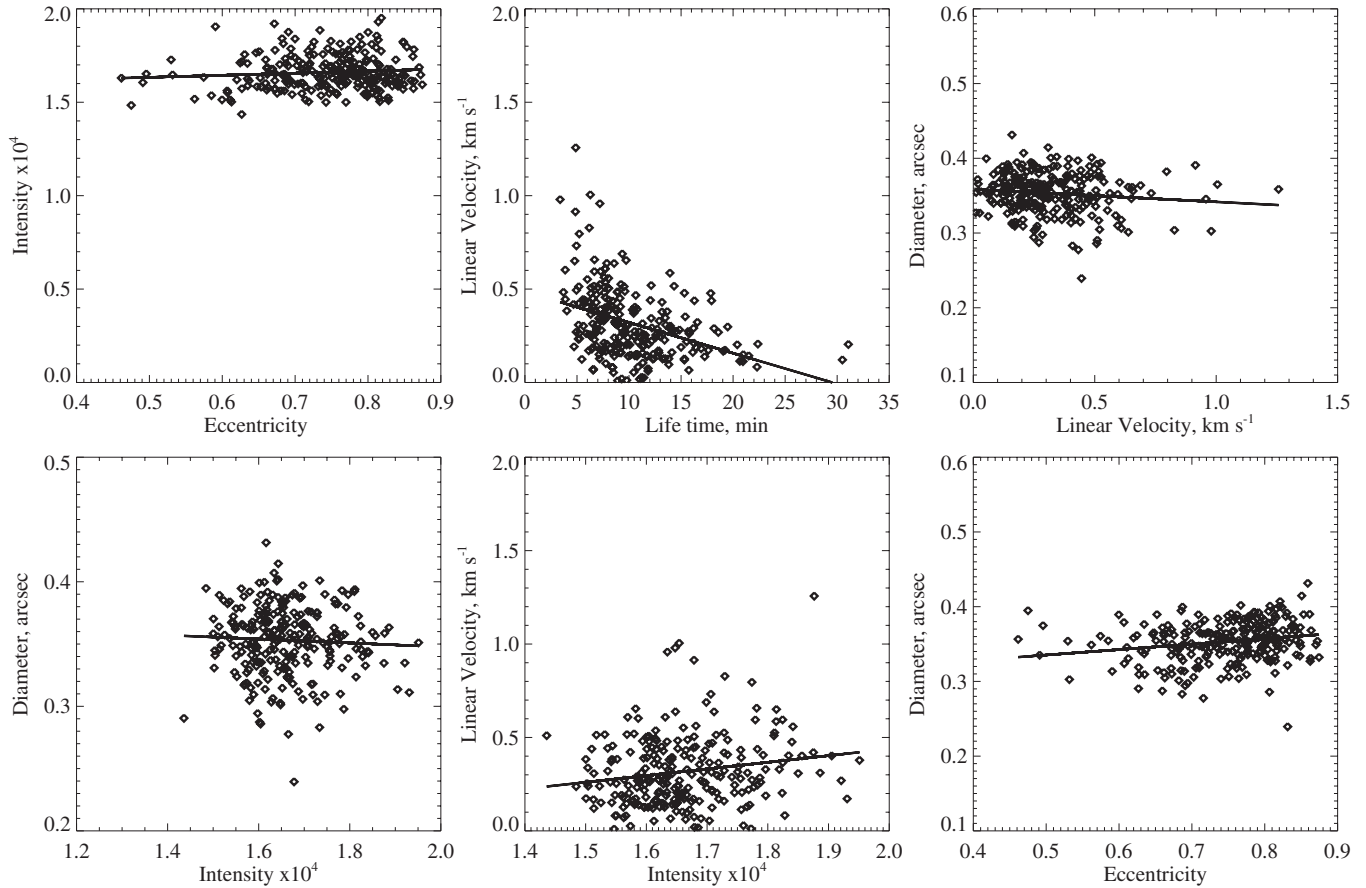 2.0
1.5
1.0
0.5
0.0
Intensity x10⁴
0.4 0.5 0.6 0.7 0.8 0.9
Eccentricity
2.0
1.5
1.0
0.5
0.0
Linear Velocity, km s⁻¹
0 5 10 15 20 25 30 35
Life time, min
0.6
0.5
0.4
0.3
0.2
0.1
Diameter, arcsec
0.0 0.5 1.0 1.5
Linear Velocity, km s⁻¹
0.5
0.4
0.3
0.2
Diameter, arcsec
1.2 1.4 1.6 1.8 2.0
Intensity x10⁴
2.0
1.5
1.0
0.5
0.0
Linear Velocity, km s⁻¹
1.4 1.5 1.6 1.7 1.8 1.9 2.0
Intensity x10⁴
0.6
0.5
0.4
0.3
0.2
0.1
Diameter, arcsec
0.4 0.5 0.6 0.7 0.8 0.9
Eccentricity